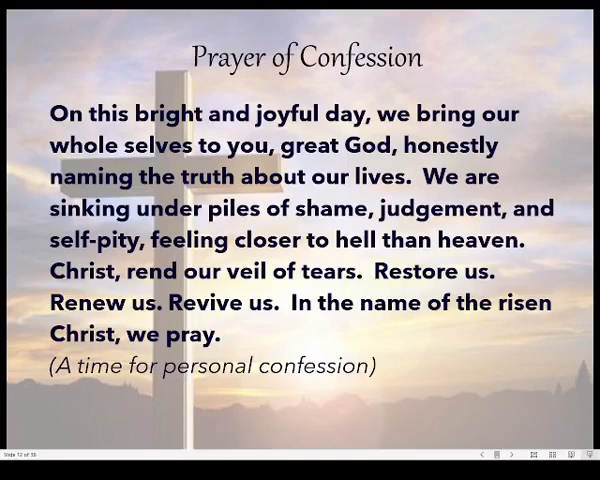 Prayer of Confession
On this bright and joyful day, we bring our
whole selves to you, great God, honestly
naming the truth about our lives.  We are
sinking under piles of shame, judgement, and
self-pity, feeling closer to hell than heaven.
Christ, rend our veil of tears.  Restore us.
Renew us. Revive us.  In the name of the risen
Christ, we pray.
(A time for personal confession)